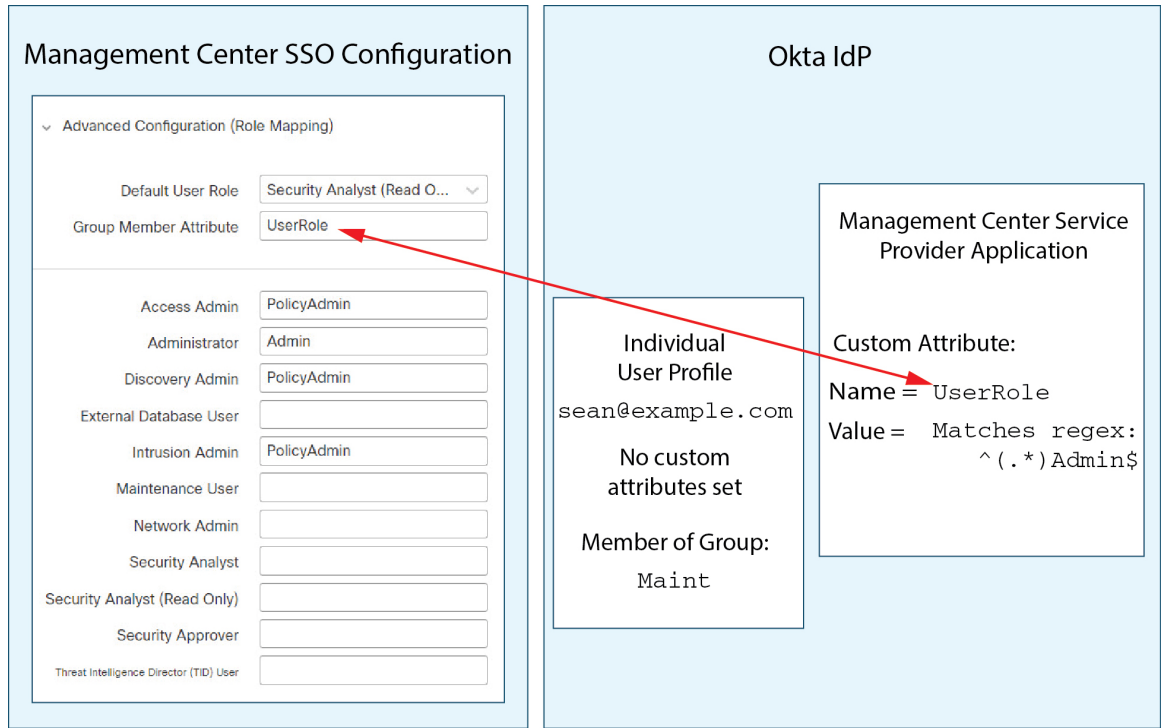 Management Center SSO Configuration
Advanced Configuration (Role Mapping)
Default User Role
Security Analyst (Read O...
Group Member Attribute
UserRole
Access Admin
PolicyAdmin
Administrator
Admin
Discovery Admin
PolicyAdmin
External Database User
Intrusion Admin
PolicyAdmin
Maintenance User
Network Admin
Security Analyst
Security Analyst (Read Only)
Security Approver
Threat Intelligence Director (TID) User
Okta IdP
Individual
User Profile
sean@example.com
No custom
attributes set
Member of Group:
Maint
Management Center Service
Provider Application
Custom Attribute:
Name = UserRole
Value = Matches regex:
^(.*)Admin$